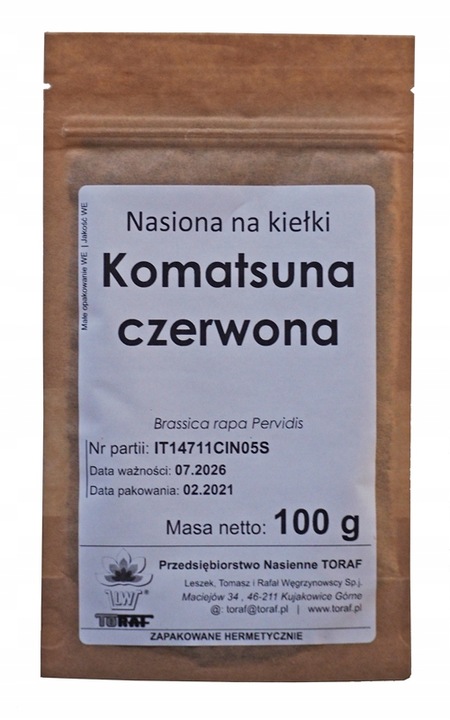 Małe opakowanie WE | Jakość WE
Nasiona na kiełki
Komatsuna
czerwona
Brassica rapa Pervidis
Nr partii: IT14711CIN05S
Data ważności: 07.2026
Data pakowania: 02.2021
Masa netto: 100 g
Przedsiębiorstwo Nasienne TORAF
Leszek, Tomasz i Rafał Węgrzynowscy Sp.j.
Maciejów 34 , 46-211 Kujakowice Górne
@: toraf@toraf.pl | www.toraf.pl
LWT
TORAF
ZAPAKOWANE HERMETYCZNIE